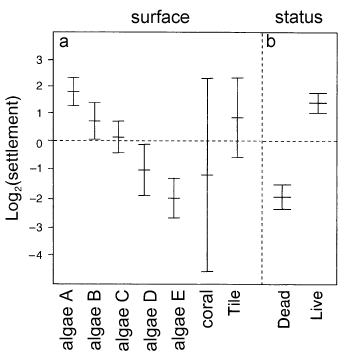 surface status
a b
Log2(settlement)
3
2
1
0
−1
−2
−3
−4
algae A
algae B
algae C
algae D
algae E
coral
Tile
Dead
Live